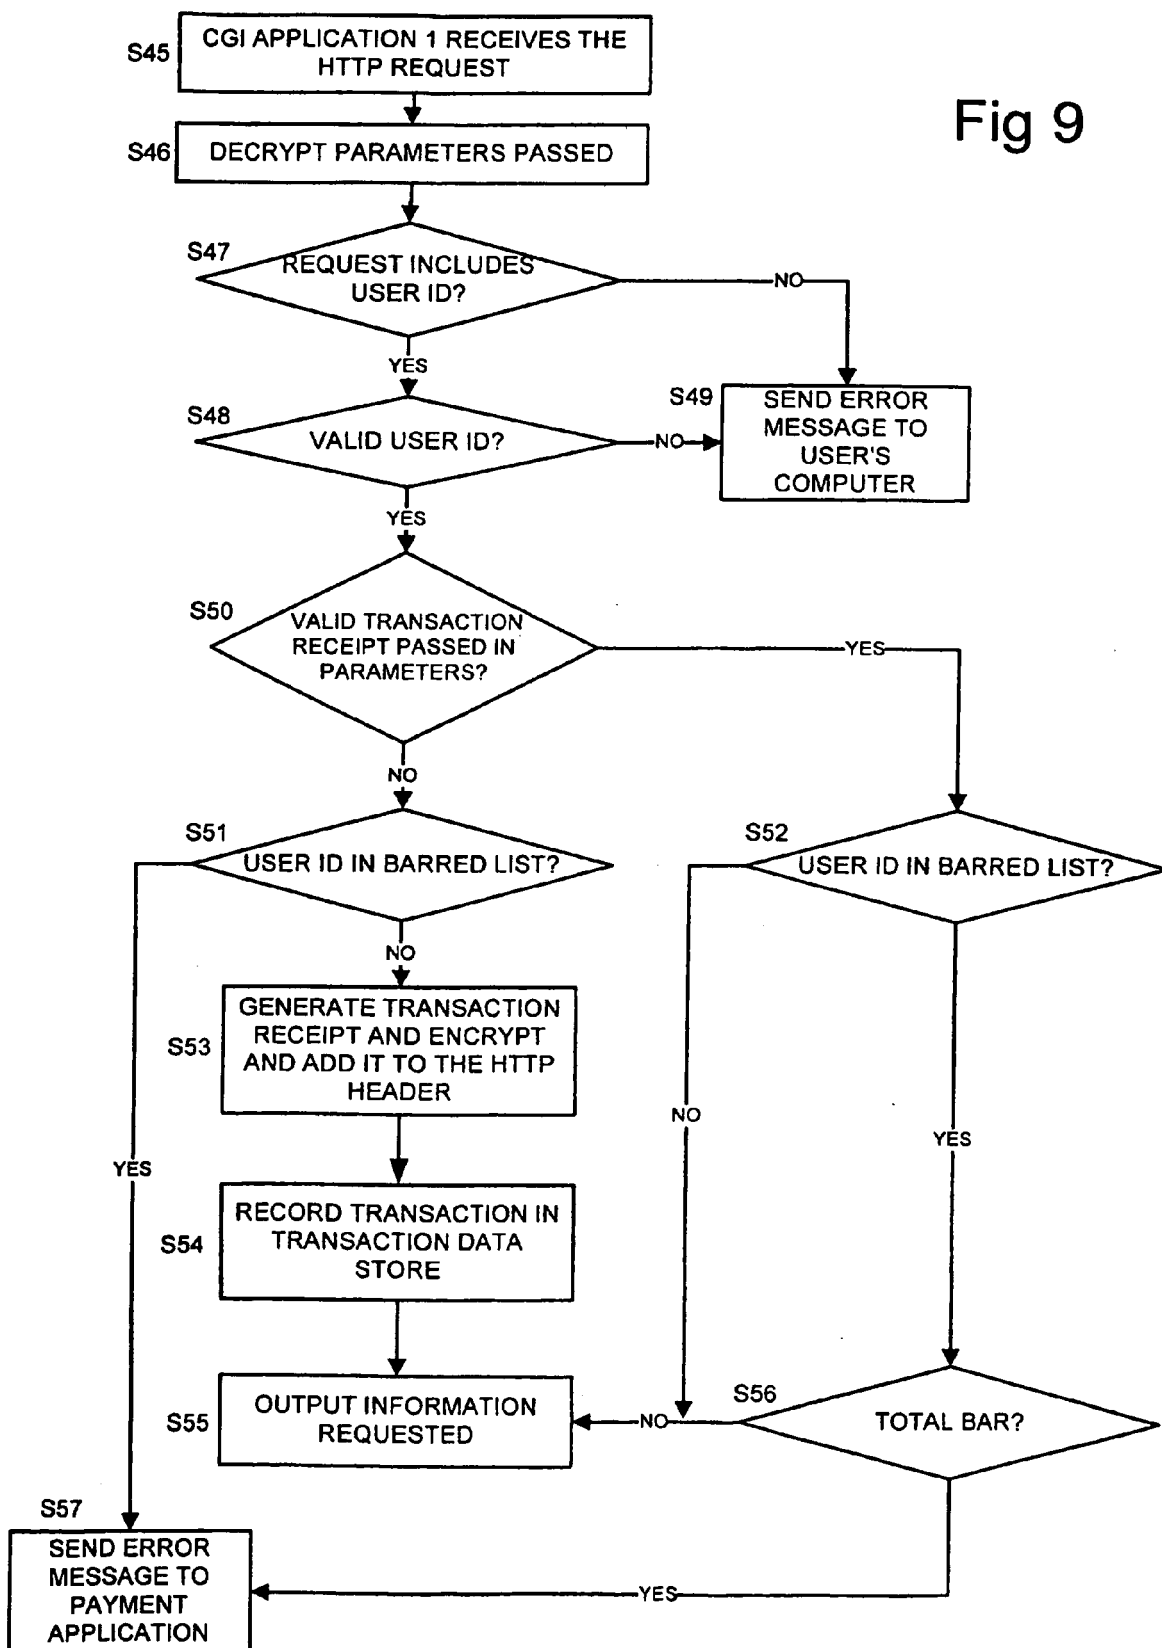 Fig 9
S45
CGI APPLICATION 1 RECEIVES THE
HTTP REQUEST
S46
DECRYPT PARAMETERS PASSED
S47
REQUEST INCLUDES
USER ID?
NO
YES
S48
VALID USER ID?
NO
S49
SEND ERROR
MESSAGE TO
USER'S
COMPUTER
YES
S50
VALID TRANSACTION
RECEIPT PASSED IN
PARAMETERS?
YES
NO
S51
USER ID IN BARRED LIST?
S52
USER ID IN BARRED LIST?
NO
S53
GENERATE TRANSACTION
RECEIPT AND ENCRYPT
AND ADD IT TO THE HTTP
HEADER
NO
YES
YES
S54
RECORD TRANSACTION IN
TRANSACTION DATA
STORE
S55
OUTPUT INFORMATION
REQUESTED
NO
S56
TOTAL BAR?
S57
SEND ERROR
MESSAGE TO
PAYMENT
APPLICATION
YES